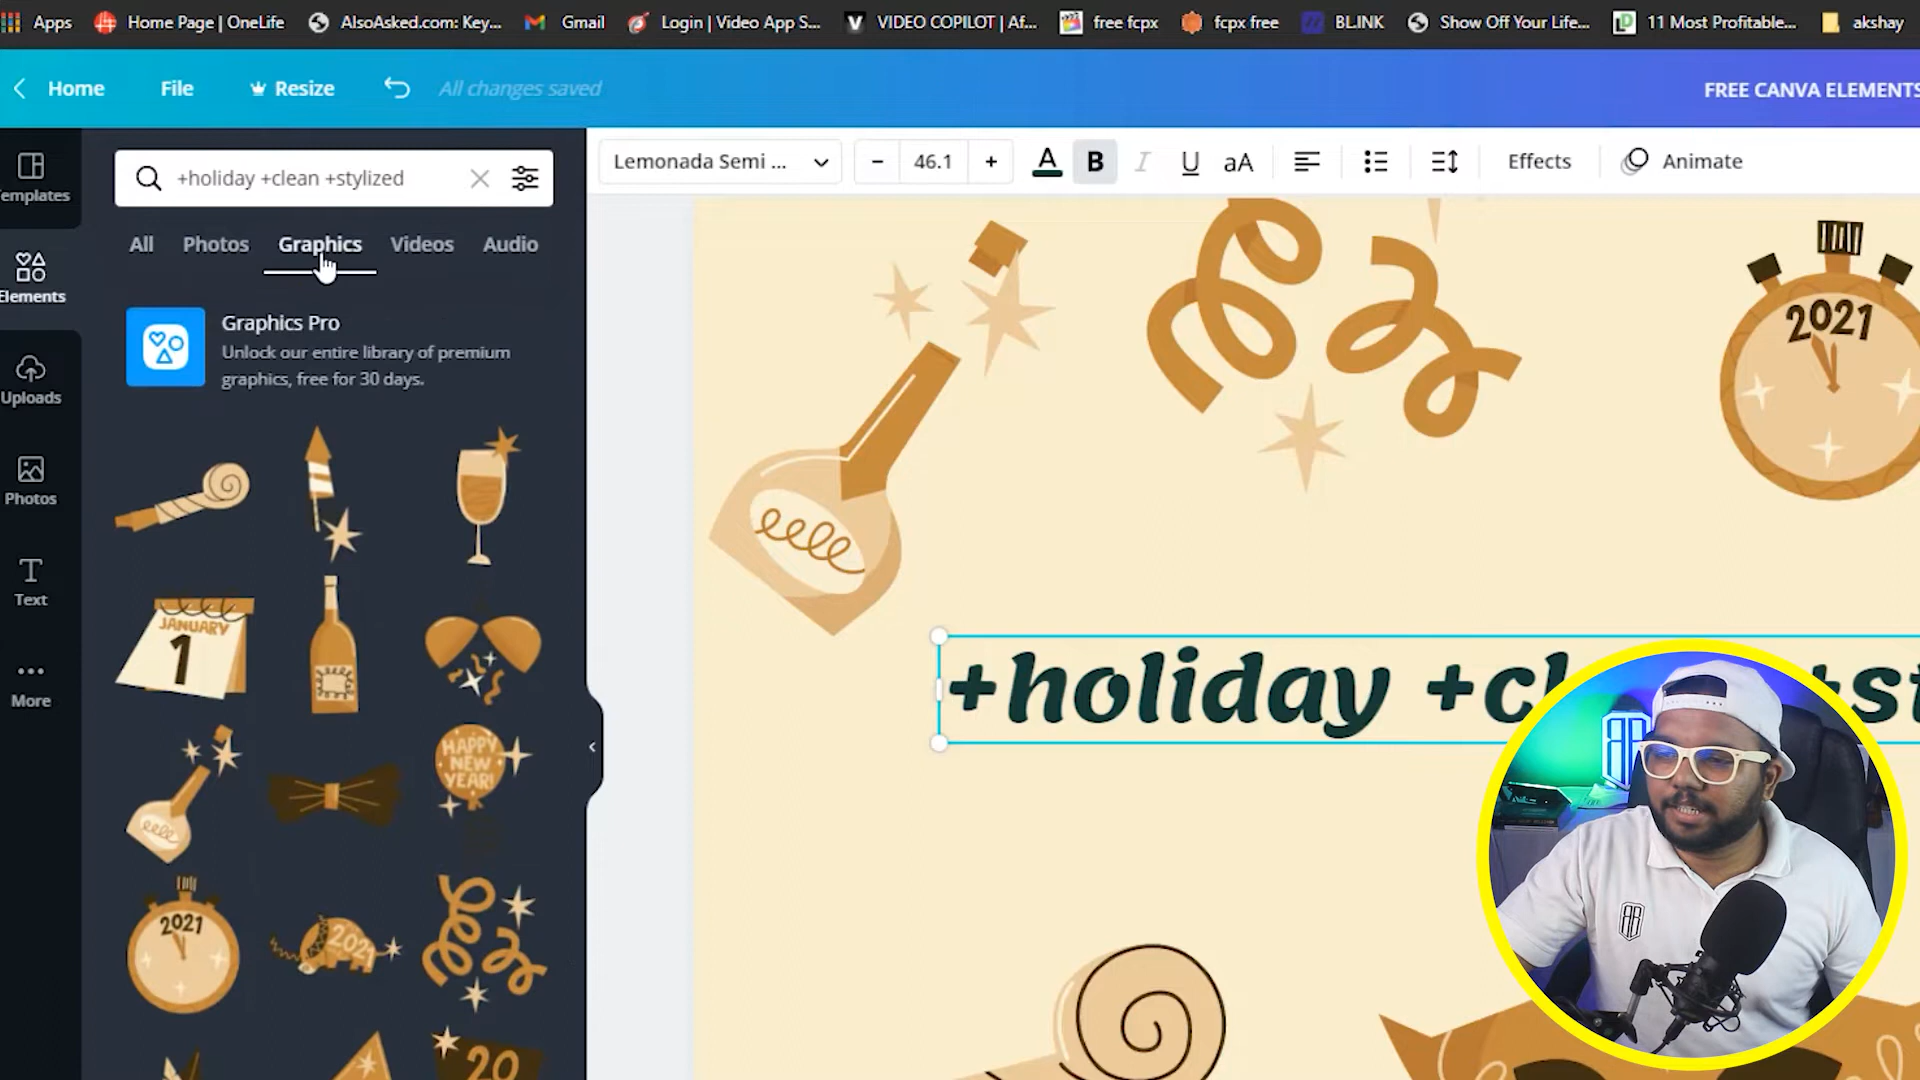 Apps Home Page | OneLife AlsoAsked.com: Key... Gmail Login | Video App S... VIDEO COPILOT | Af... free fcpx fcpx free BL.INK Show Off Your Life... 11 Most Profitable... akshay
Home File Resize All changes saved FREE CANVA ELEMENTS
+holiday +clean +stylized
Lemonada Semi ... − 46.1 + A B I U aA Effects Animate
All Photos Graphics Videos Audio
Templates
Elements
Uploads
Photos
Text
More
Graphics Pro
Unlock our entire library of premium
graphics, free for 30 days.
JANUARY
1
HAPPY
NEW
YEAR!
2021
2021
20
2021
+holiday +cl +st